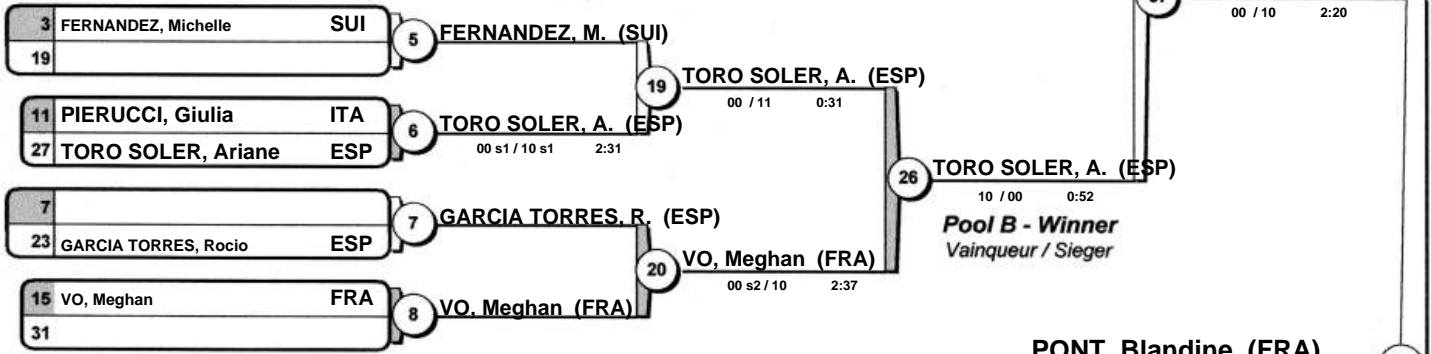 3 FERNANDEZ, Michelle SUI
19
5 FERNANDEZ, M. (SUI)
11 PIERUCCI, Giulia ITA
27 TORO SOLER, Ariane ESP
6 TORO SOLER, A. (ESP)
00 s1 / 10 s1 2:31
19 TORO SOLER, A. (ESP)
00 / 11 0:31
7
23 GARCIA TORRES, Rocio ESP
7 GARCIA TORRES, R. (ESP)
15 VO, Meghan FRA
31
8 VO, Meghan (FRA)
20 VO, Meghan (FRA)
00 s2 / 10 2:37
26 TORO SOLER, A. (ESP)
10 / 00 0:52
Pool B - Winner
Vainqueur / Sieger
00 / 10 2:20
PONT, Blandine (FRA)